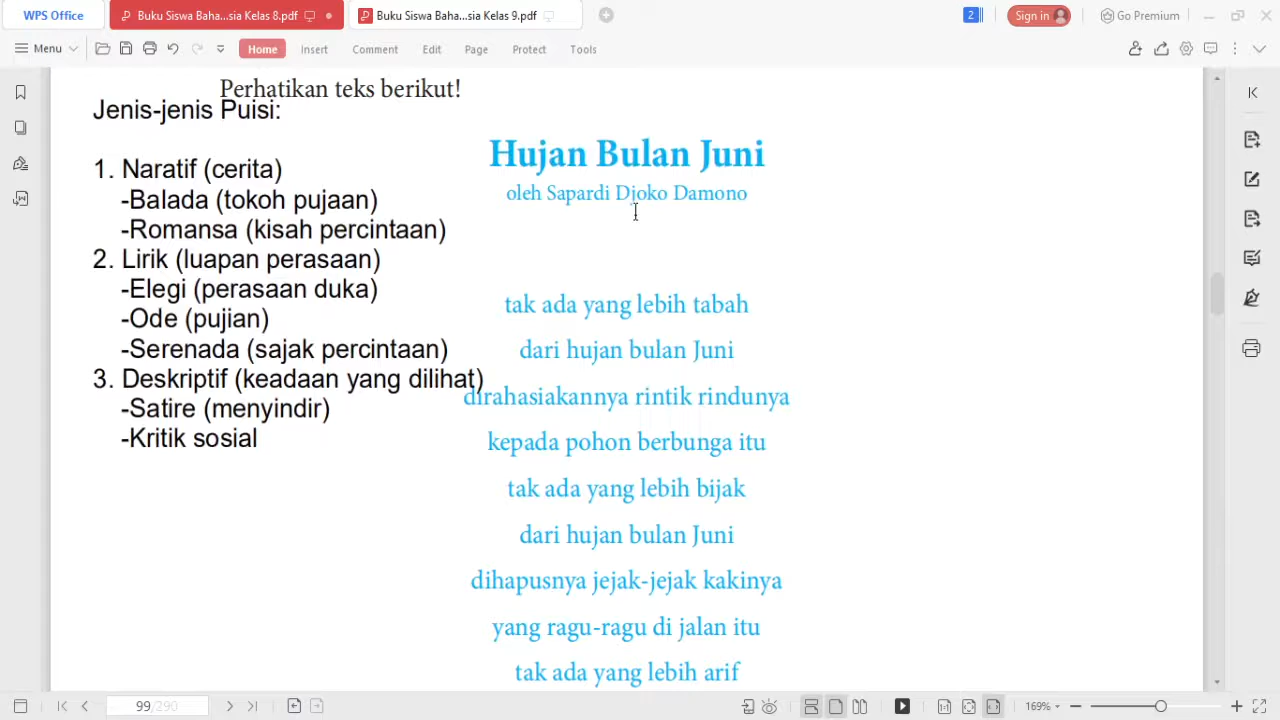 WPS Office
Buku Siswa Baha...sia Kelas 8.pdf
Buku Siswa Baha...sia Kelas 9.pdf
2
Sign in
Go Premium
Menu
Home
Insert
Comment
Edit
Page
Protect
Tools
Perhatikan teks berikut!
Jenis-jenis Puisi:
1. Naratif (cerita)
-Balada (tokoh pujaan)
-Romansa (kisah percintaan)
2. Lirik (luapan perasaan)
-Elegi (perasaan duka)
-Ode (pujian)
-Serenada (sajak percintaan)
3. Deskriptif (keadaan yang dilihat)
-Satire (menyindir)
-Kritik sosial
Hujan Bulan Juni
oleh Sapardi Djoko Damono
tak ada yang lebih tabah
dari hujan bulan Juni
dirahasiakannya rintik rindunya
kepada pohon berbunga itu
tak ada yang lebih bijak
dari hujan bulan Juni
dihapusnya jejak-jejak kakinya
yang ragu-ragu di jalan itu
tak ada yang lebih arif
99/290
169%